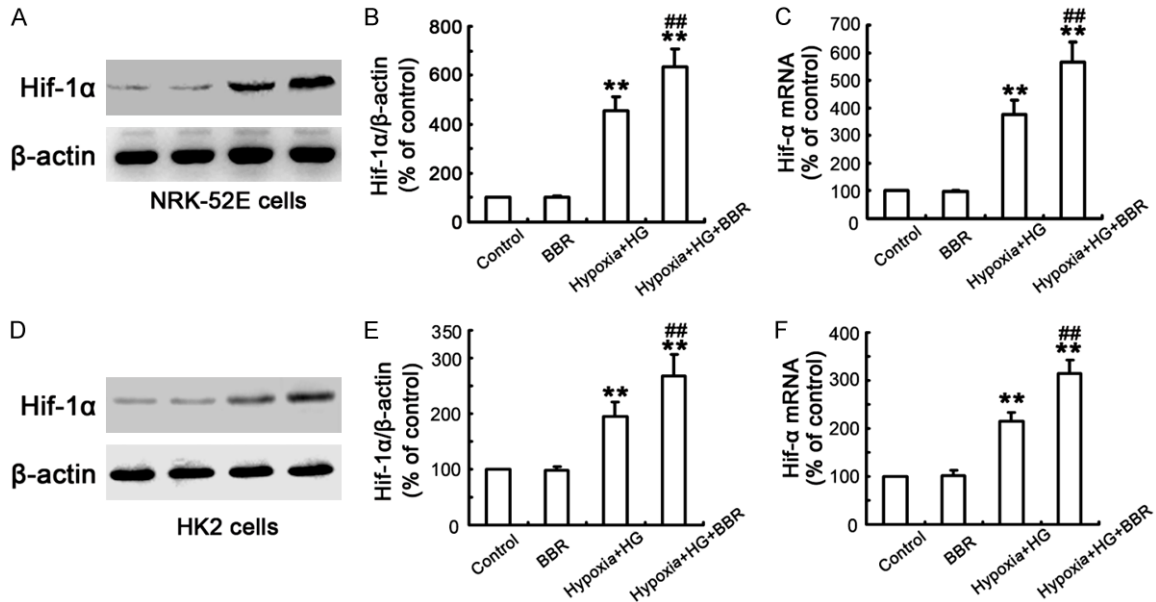 A
Hif-1α
β-actin
NRK-52E cells
B
Hif-1α/β-actin
(% of control)
800
600
400
200
0
**
##
**
Control
BBR
Hypoxia+HG
Hypoxia+HG+BBR
C
Hif-α mRNA
(% of control)
700
600
500
400
300
200
100
0
**
##
**
Control
BBR
Hypoxia+HG
Hypoxia+HG+BBR
D
Hif-1α
β-actin
HK2 cells
E
Hif-1α/β-actin
(% of control)
350
300
200
100
0
**
##
**
Control
BBR
Hypoxia+HG
Hypoxia+HG+BBR
F
Hif-α mRNA
(% of control)
400
300
200
100
0
**
##
**
Control
BBR
Hypoxia+HG
Hypoxia+HG+BBR